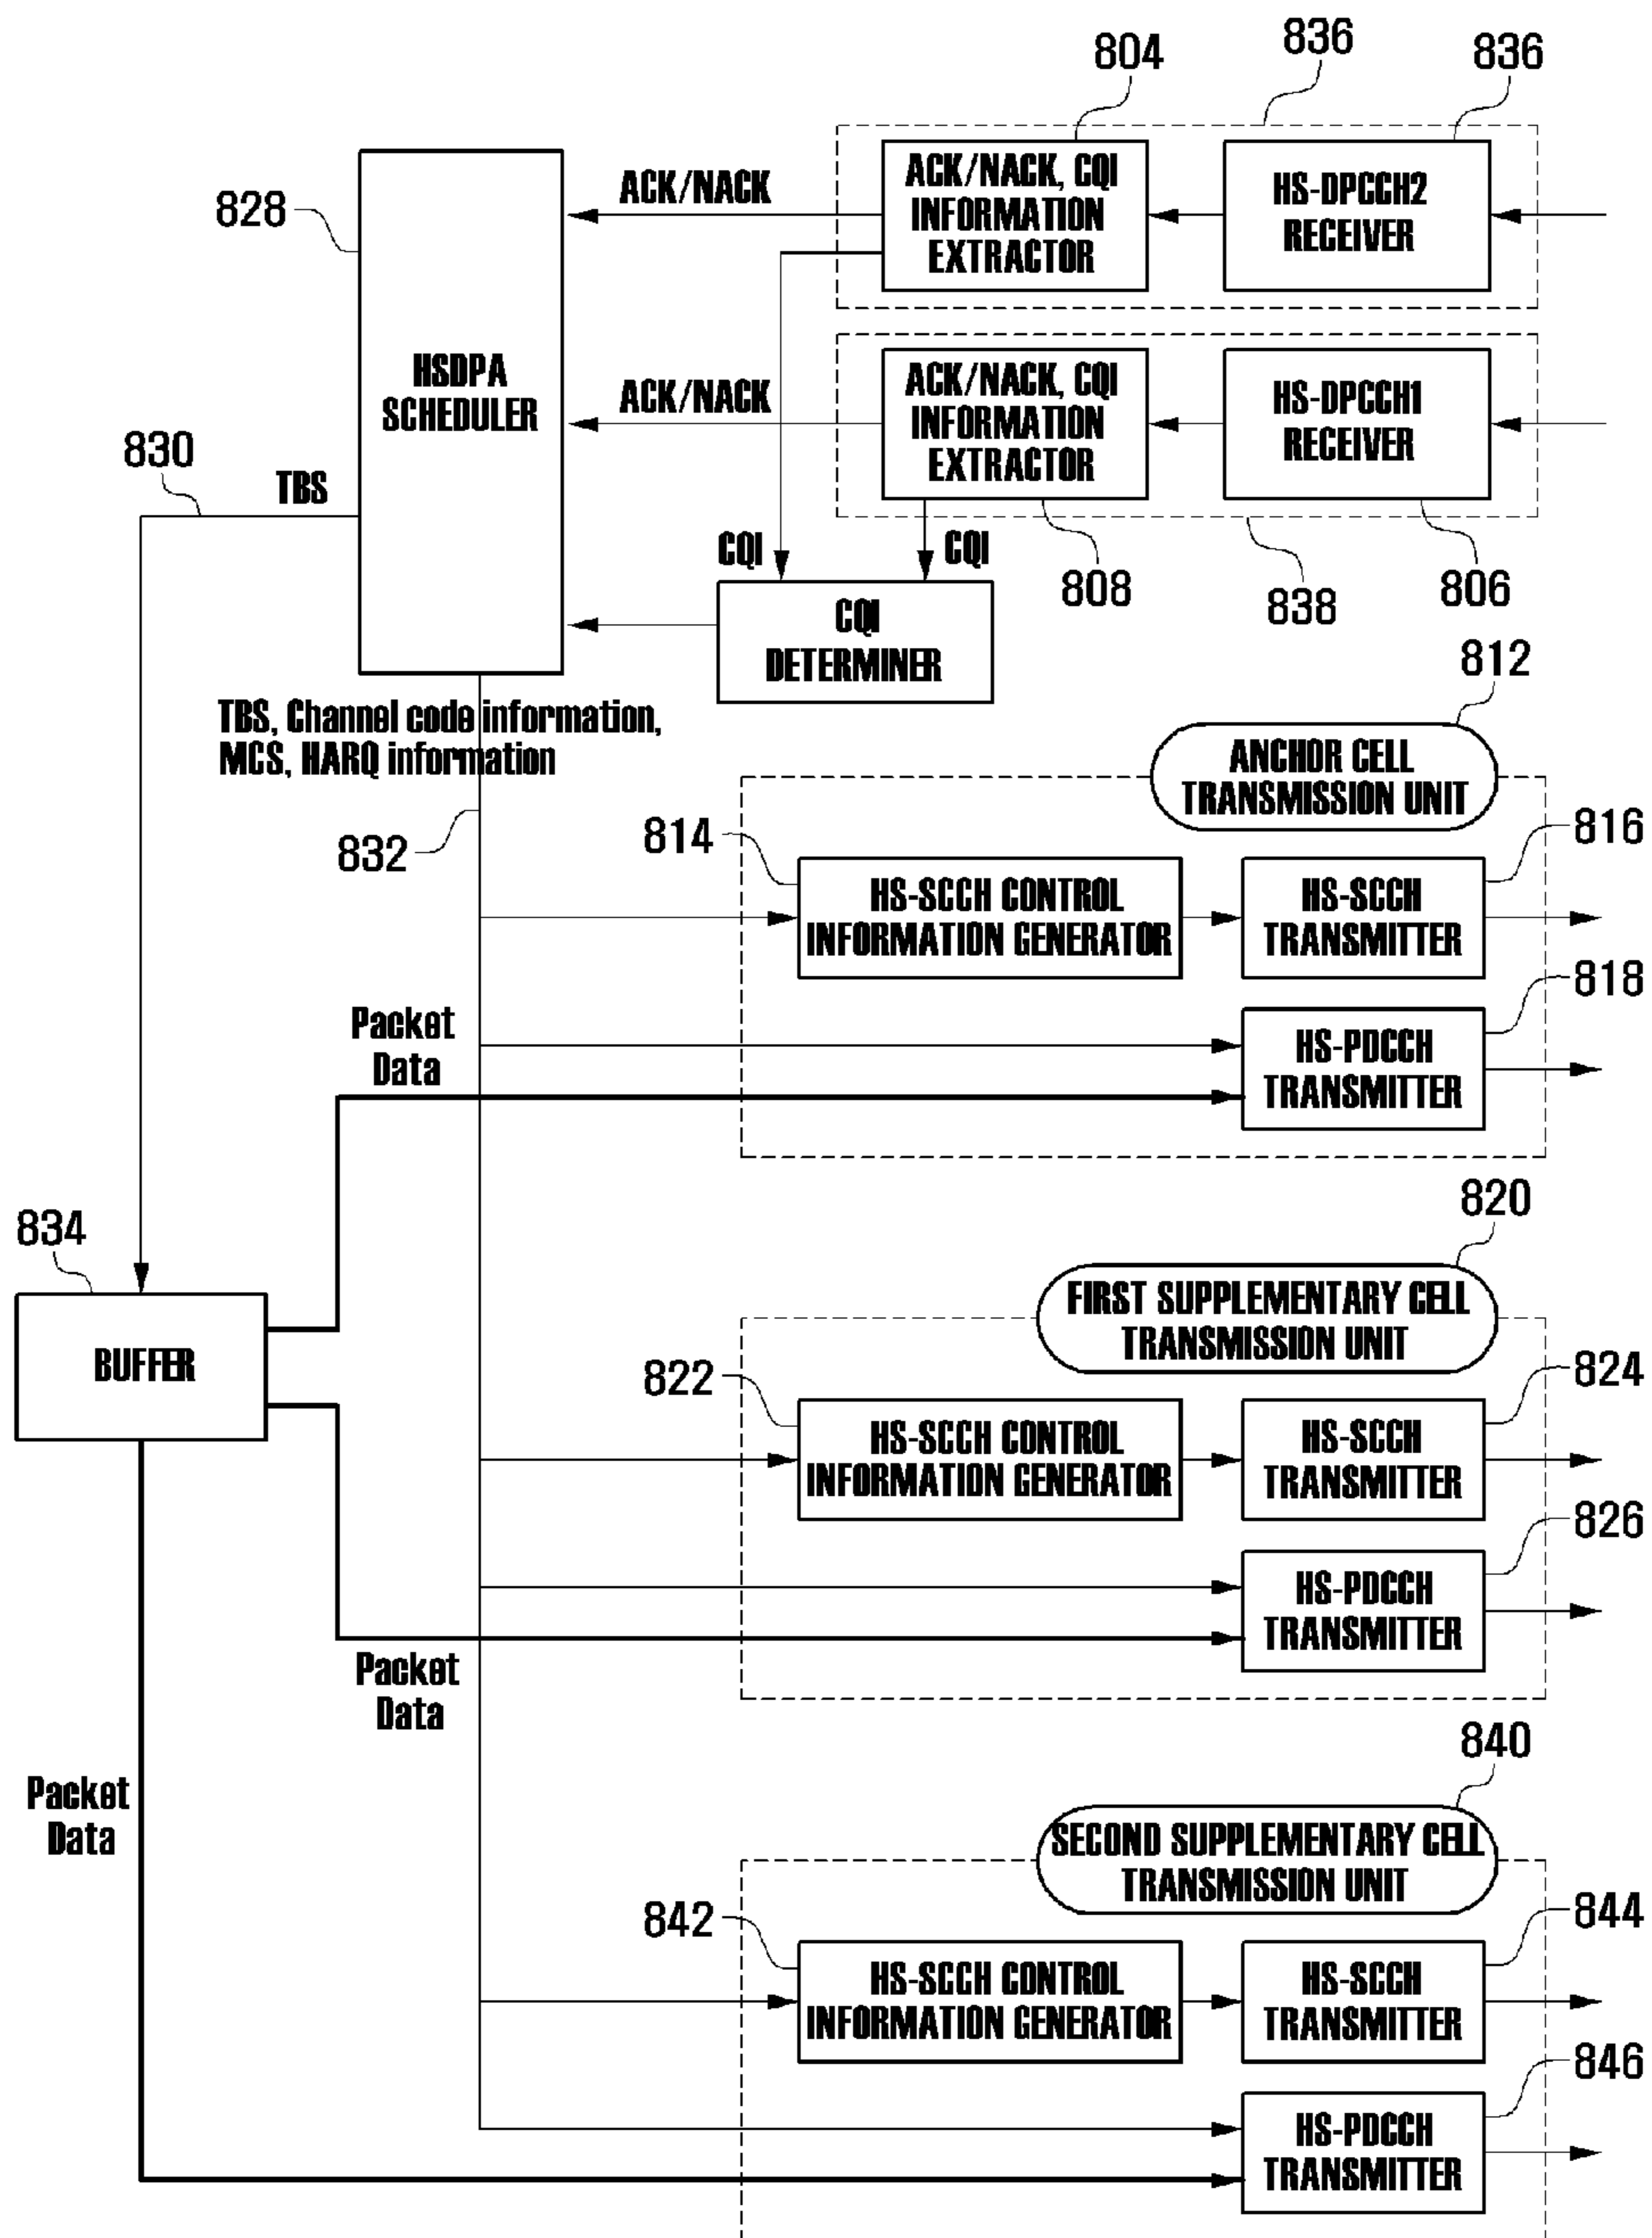 836
836
804
ACK/NACK, CQI
INFORMATION
EXTRACTOR
HS-DPCCH2
RECEIVER
ACK/NACK
828
HSDPA
SCHEDULER
ACK/NACK
ACK/NACK, CQI
INFORMATION
EXTRACTOR
HS-DPCCH1
RECEIVER
830
TBS
CQI
CQI
808
838
806
CQI
DETERMINER
812
TBS, Channel code information,
MCS, HARQ information
ANCHOR CELL
TRANSMISSION UNIT
832
814
816
HS-SCCH CONTROL
INFORMATION GENERATOR
HS-SCCH
TRANSMITTER
818
Packet
Data
HS-PDCCH
TRANSMITTER
834
820
BUFFER
FIRST SUPPLEMENTARY CELL
TRANSMISSION UNIT
822
824
HS-SCCH CONTROL
INFORMATION GENERATOR
HS-SCCH
TRANSMITTER
826
HS-PDCCH
TRANSMITTER
Packet
Data
840
Packet
Data
SECOND SUPPLEMENTARY CELL
TRANSMISSION UNIT
842
844
HS-SCCH CONTROL
INFORMATION GENERATOR
HS-SCCH
TRANSMITTER
846
HS-PDCCH
TRANSMITTER